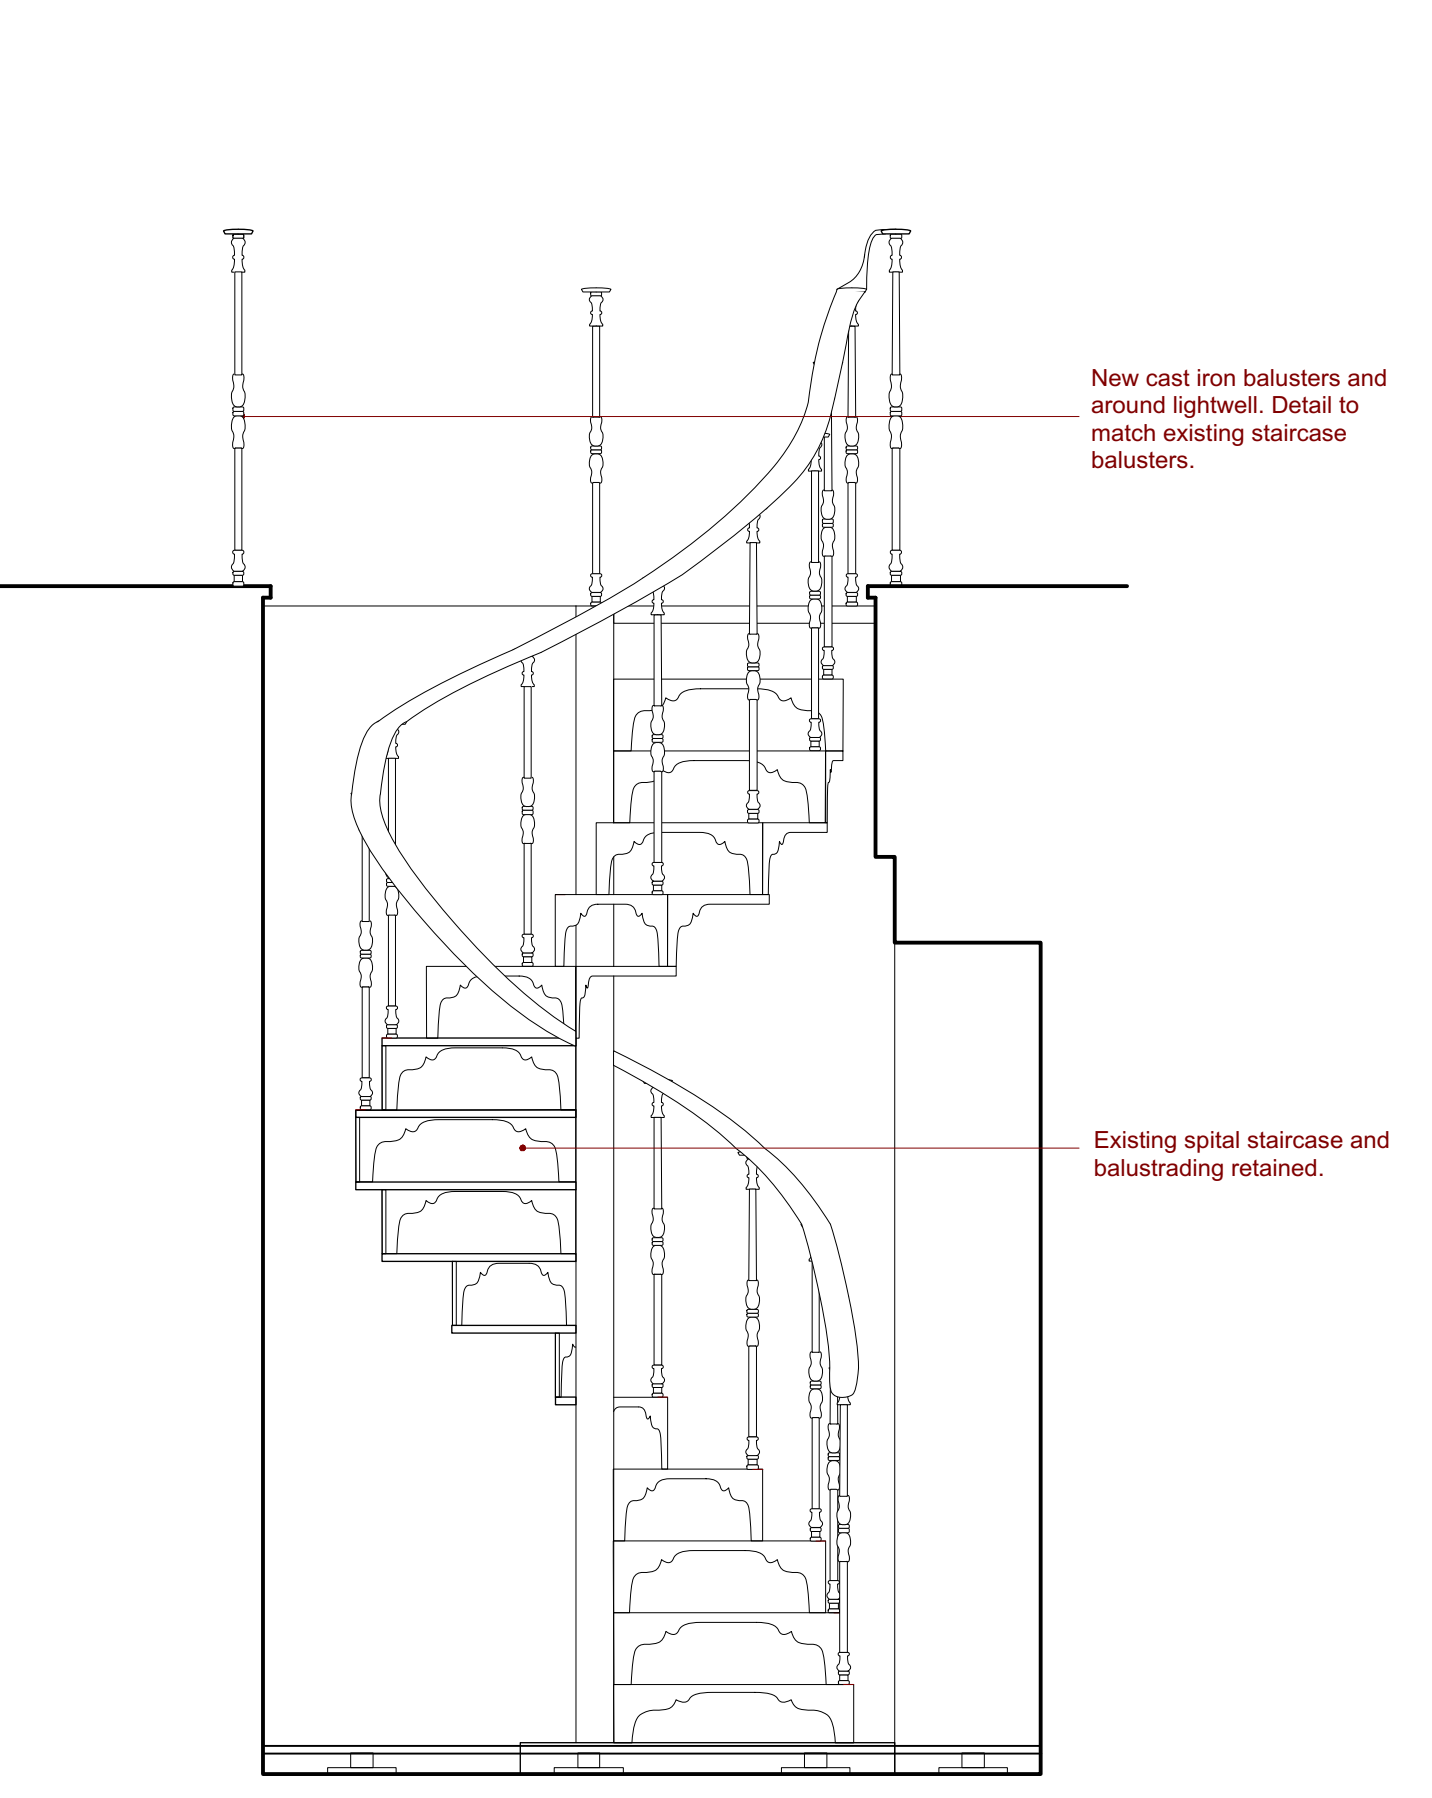 New cast iron balusters and
around lightwell. Detail to
match existing staircase
balusters.
Existing spital staircase and
balustrading retained.